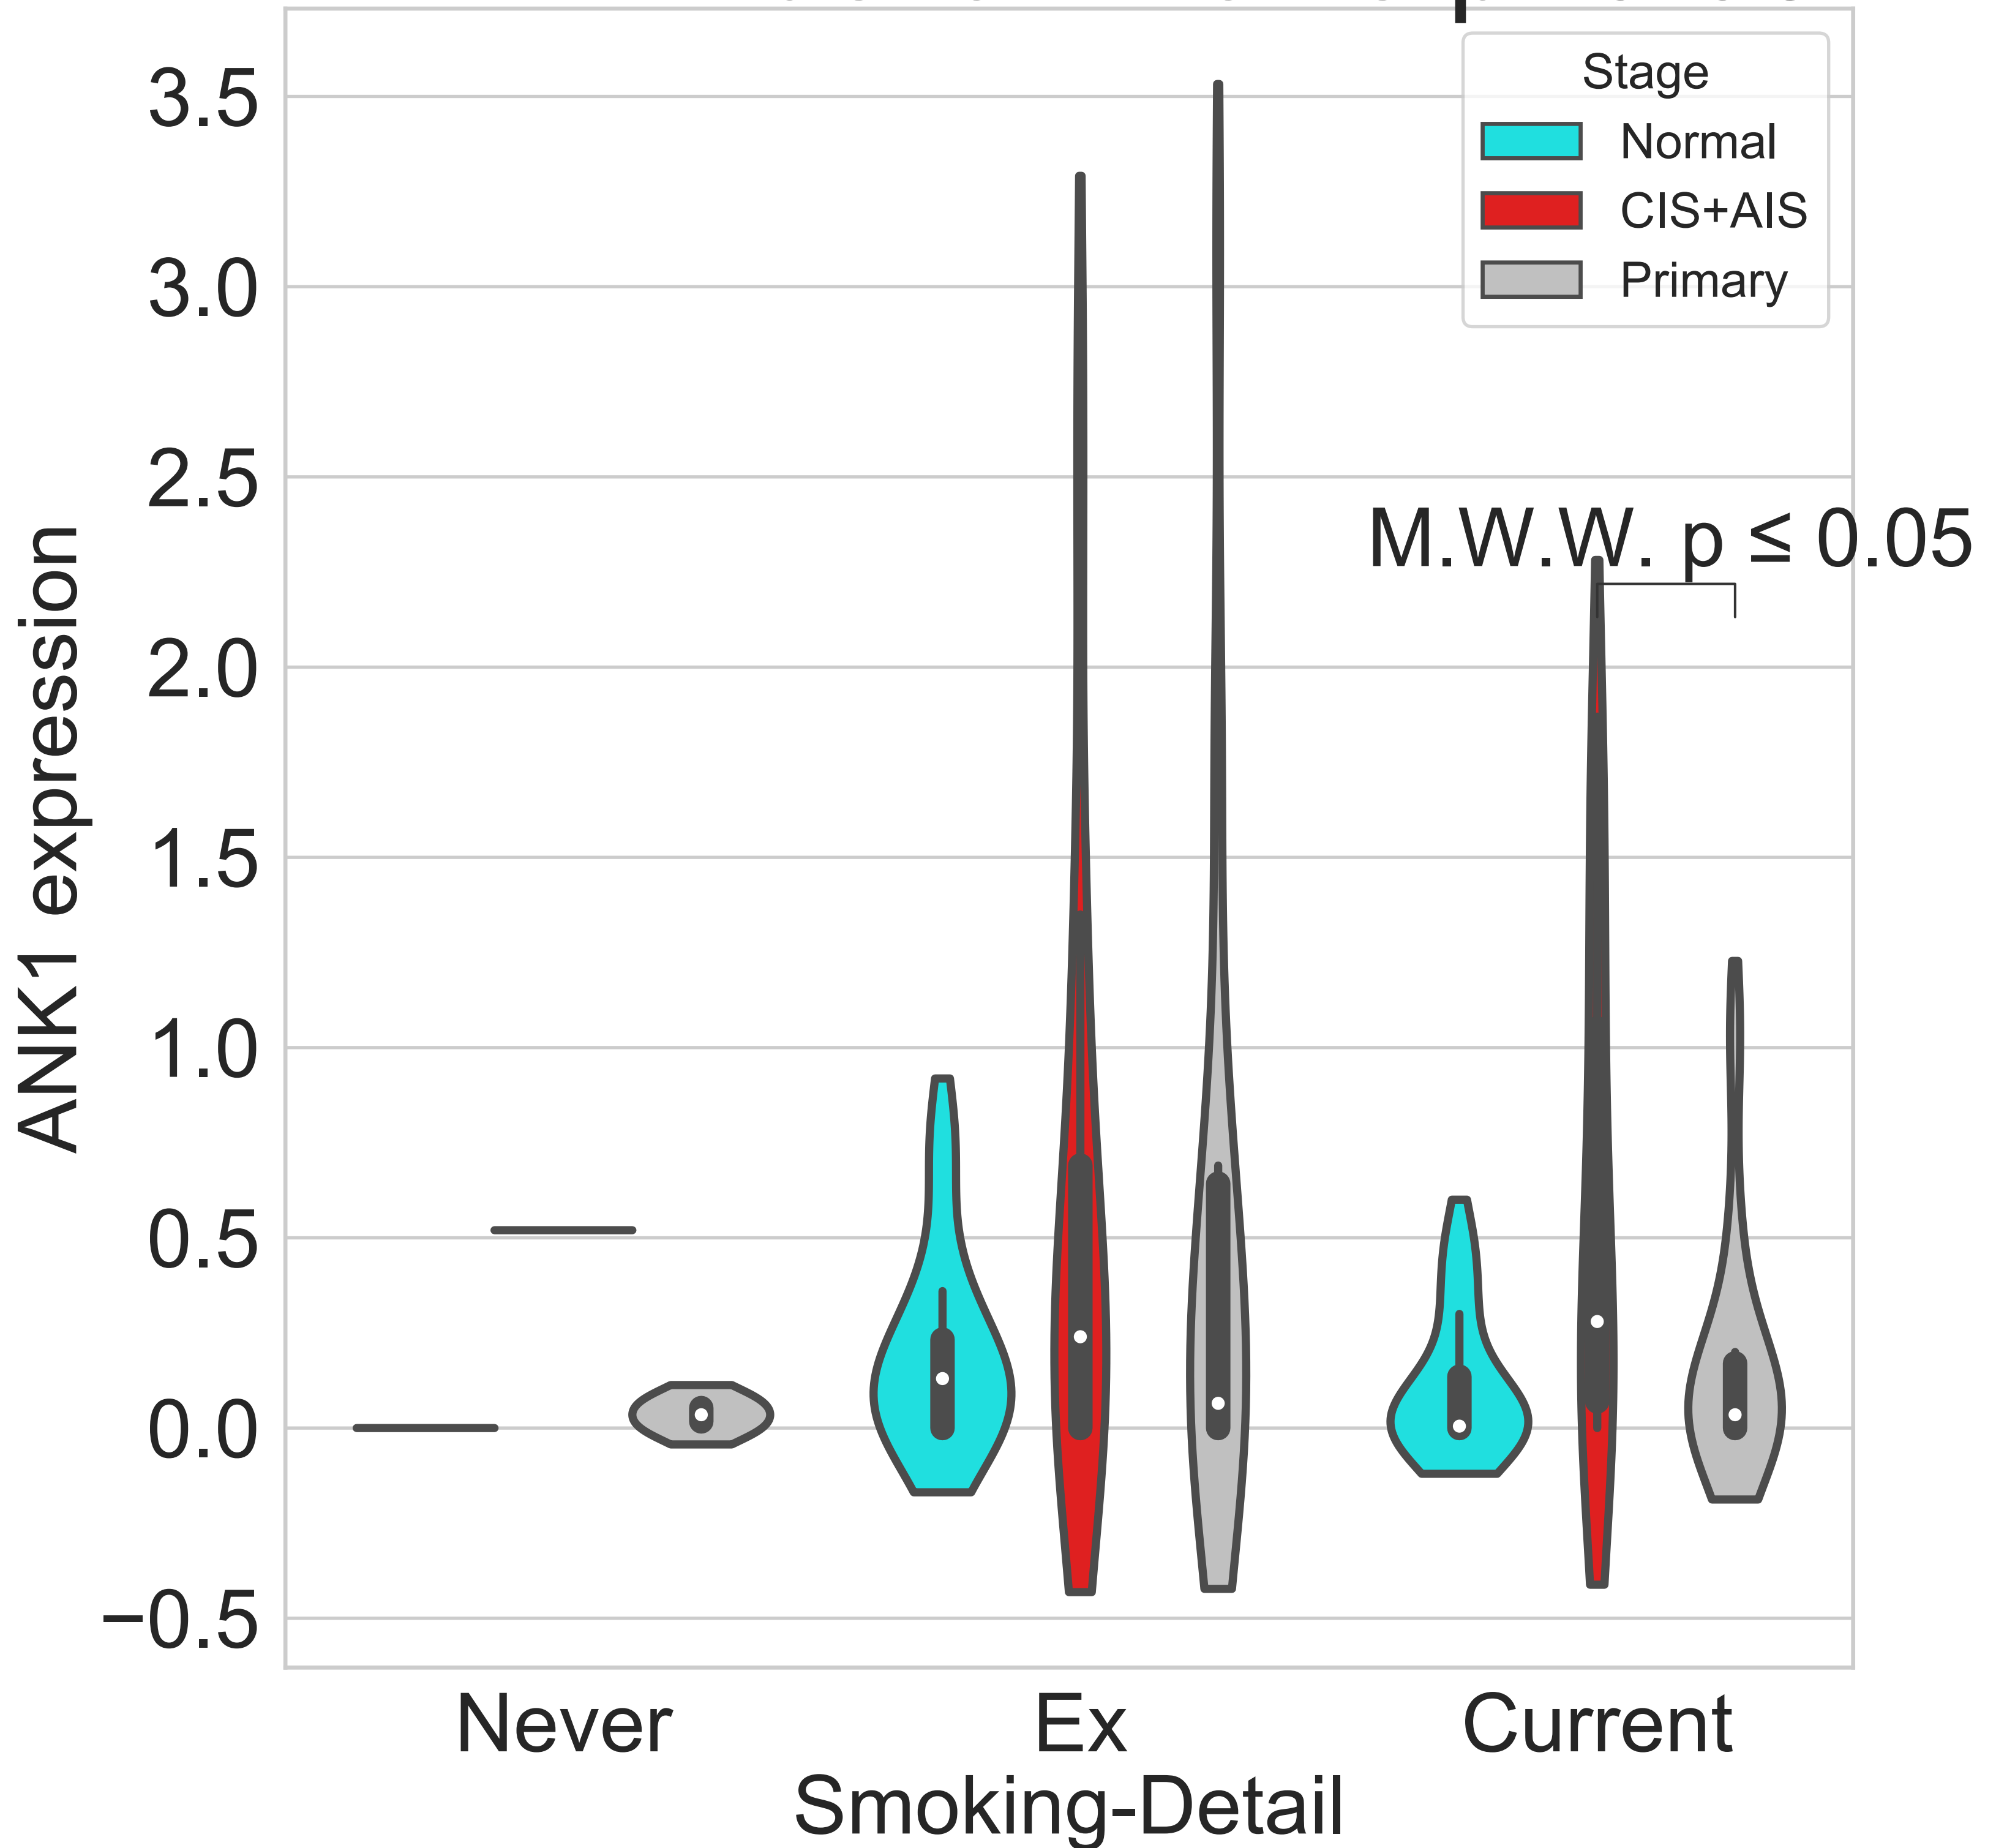 Stage
Normal
CIS+AIS
Primary
M.W.W. p ≤ 0.05
ANK1 expression
3.5
3.0
2.5
2.0
1.5
1.0
0.5
0.0
−0.5
Never Ex Current
Smoking-Detail